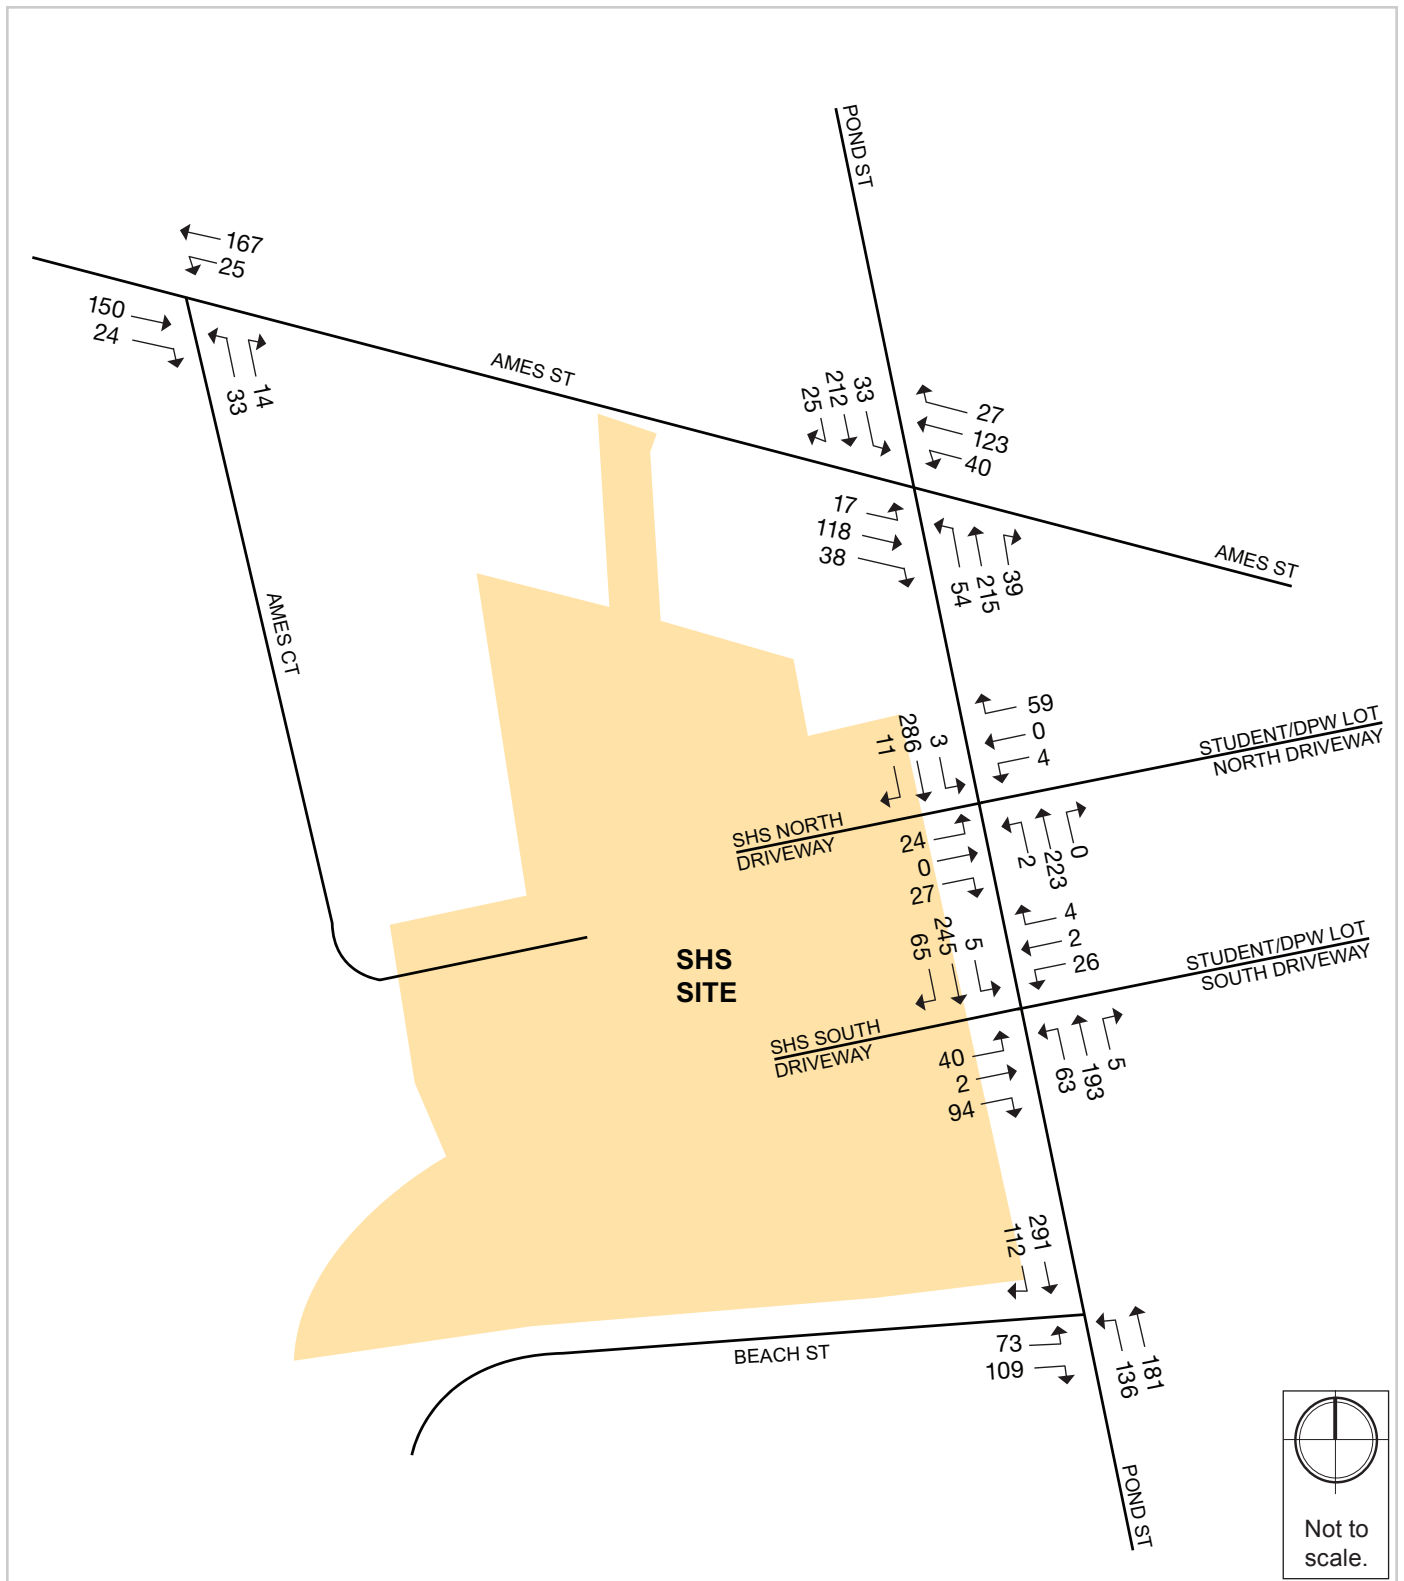 POND ST
167
25
150
24
33
14
AMES ST
25
212
33
27
123
40
17
118
38
54
215
39
AMES ST
AMES CT
11
286
3
59
0
4
STUDENT/DPW LOT
NORTH DRIVEWAY
SHS NORTH
DRIVEWAY
24
0
27
2
223
0
65
245
5
4
2
26
STUDENT/DPW LOT
SOUTH DRIVEWAY
SHS
SITE
SHS SOUTH
DRIVEWAY
40
2
94
63
193
5
112
291
BEACH ST
73
109
136
181
POND ST
Not to
scale.